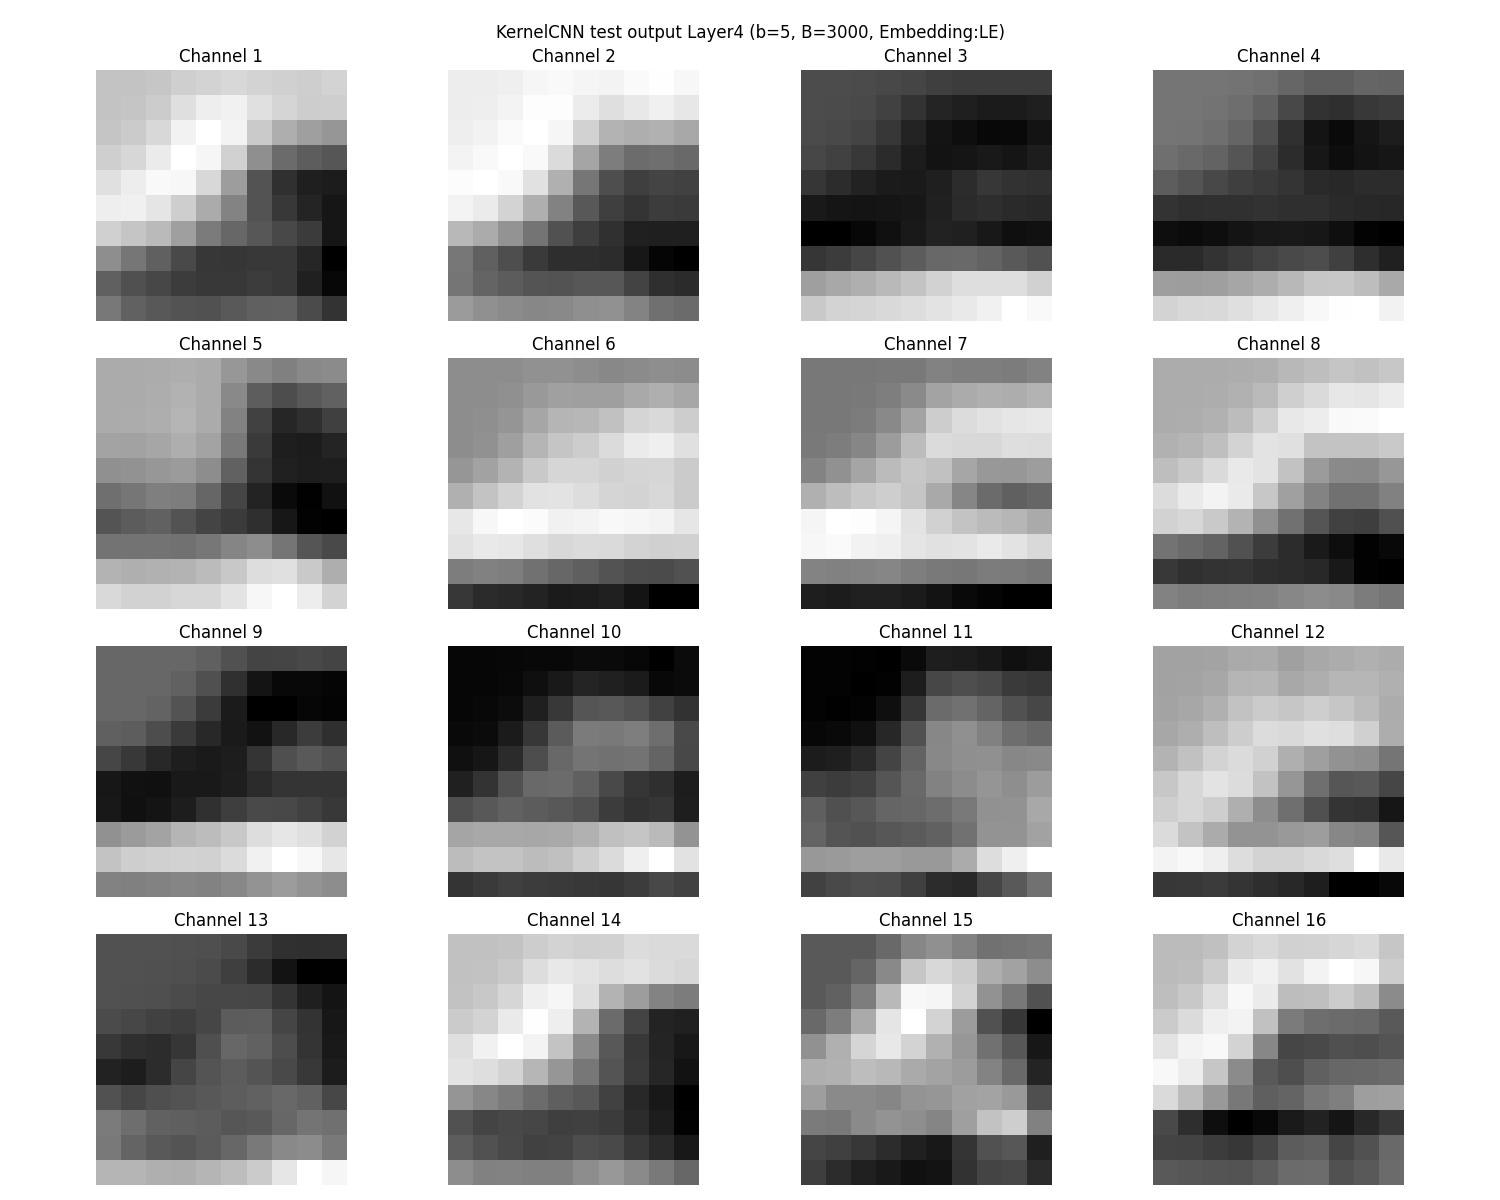 KernelCNN test output Layer4 (b=5, B=3000, Embedding:LE)
Channel 1
Channel 2
Channel 3
Channel 4
Channel 5
Channel 6
Channel 7
Channel 8
Channel 9
Channel 10
Channel 11
Channel 12
Channel 13
Channel 14
Channel 15
Channel 16